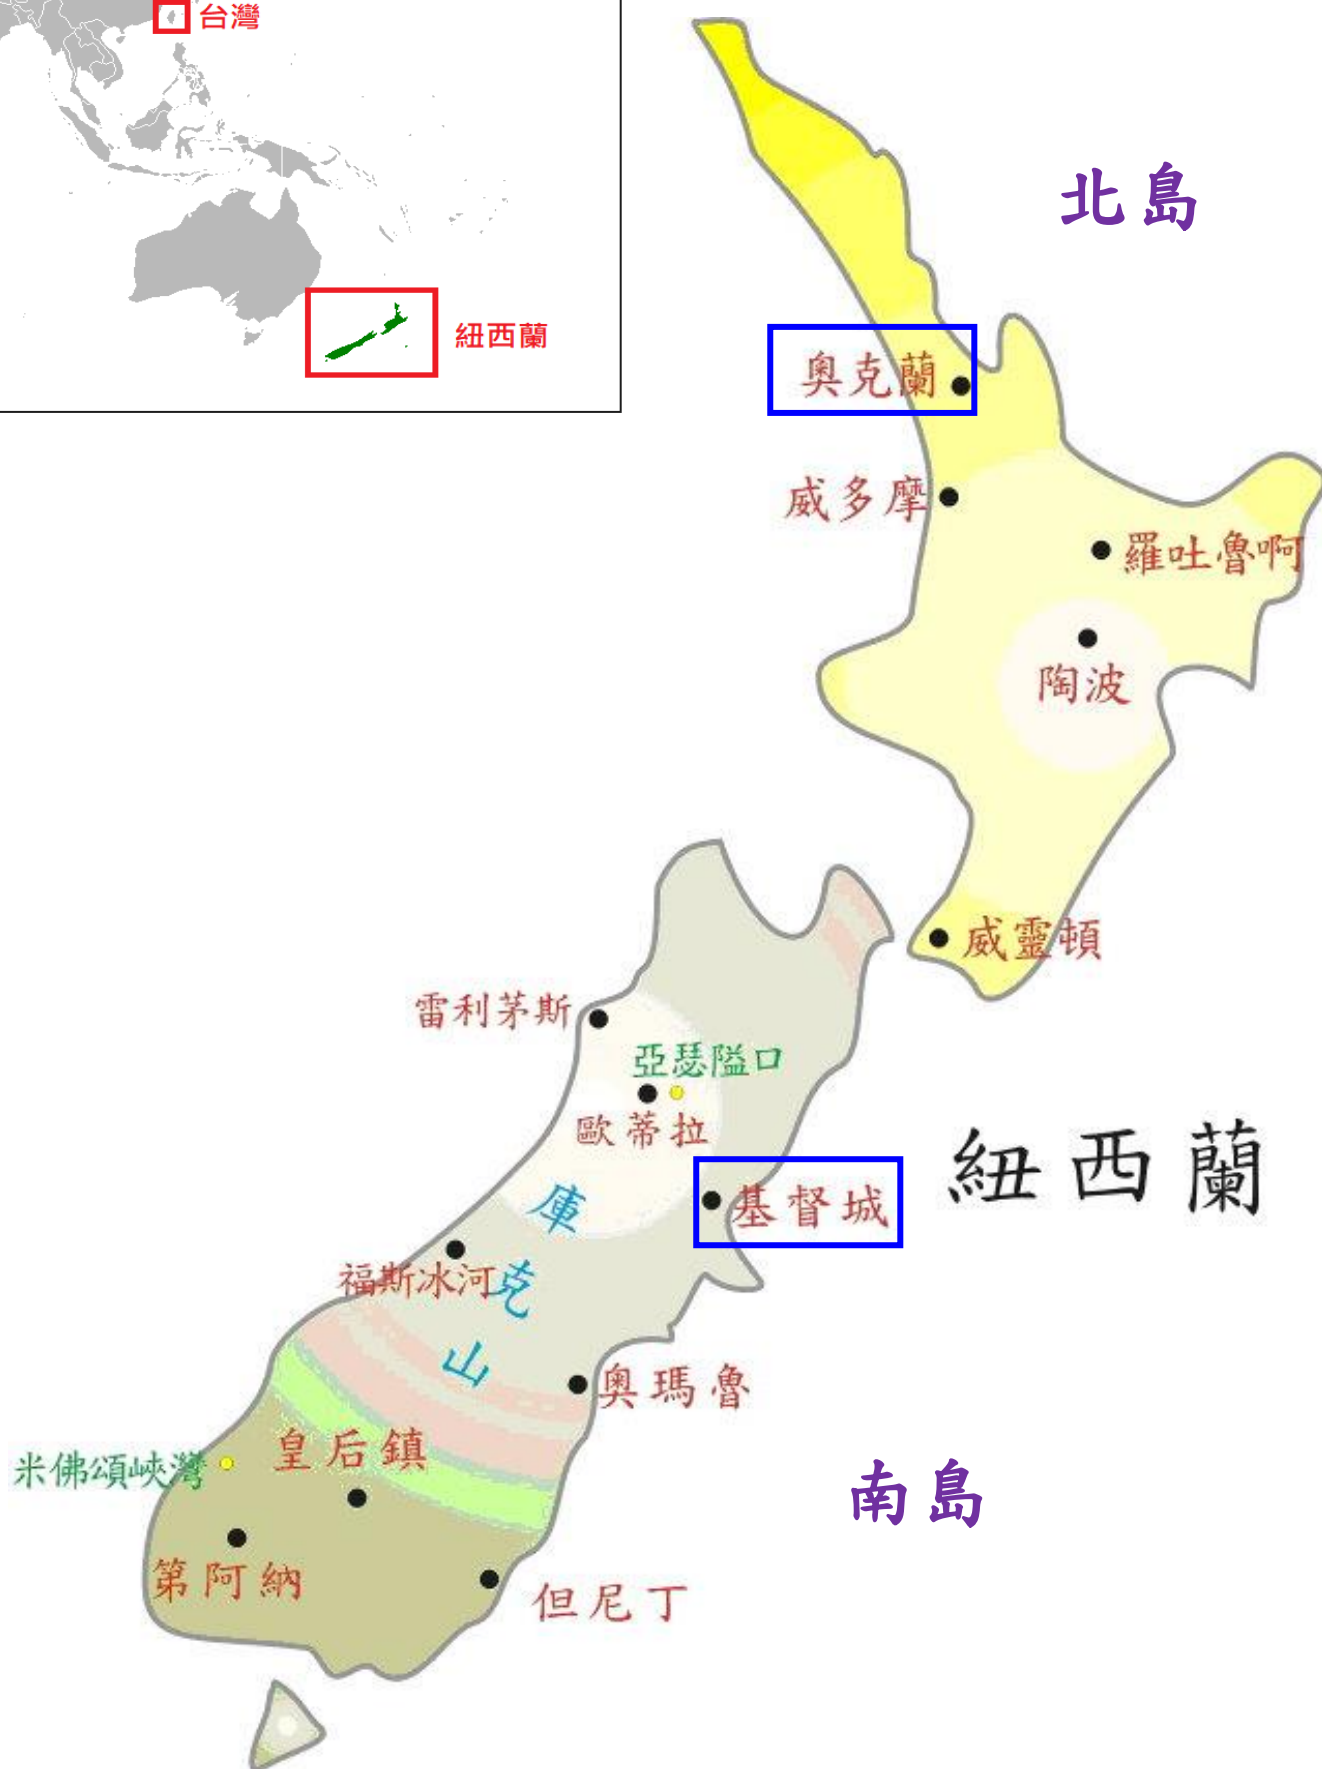 台灣
紐西蘭
北島
奧克蘭
威多摩
羅吐魯啊
陶波
威靈頓
雷利茅斯
亞瑟隘口
歐蒂拉
紐西蘭
基督城
庫克山
福斯冰河
奧瑪魯
皇后鎮
米佛頌峽灣
南島
第阿納
但尼丁